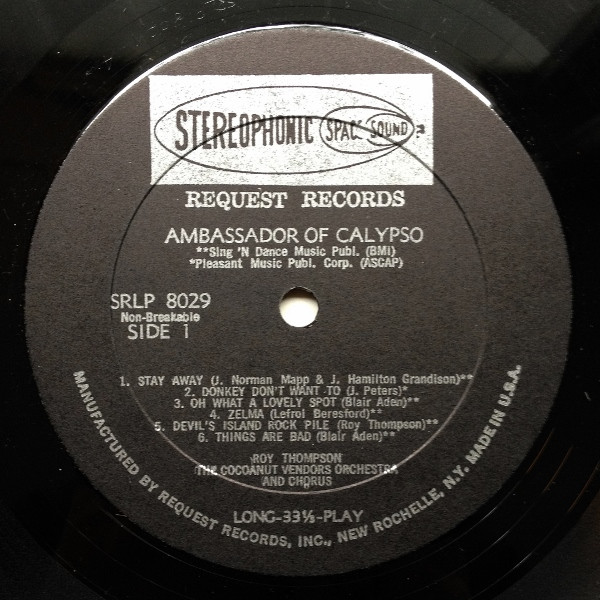 STEREOPHONIC SPACE SOUND
REQUEST RECORDS
AMBASSADOR OF CALYPSO
**Sing 'N Dance Music Publ. (BMI)
*Pleasant Music Publ. Corp. (ASCAP)
SRLP 8029
Non-Breakable
SIDE 1
1. STAY AWAY (J. Norman Mapp & J. Hamilton Grandison)**
2. DONKEY DON'T WANT TO (J. Peters)*
3. OH WHAT A LOVELY SPOT (Blair Aden)**
4. ZELMA (Lefroi Beresford)**
5. DEVIL'S ISLAND ROCK PILE (Roy Thompson)**
6. THINGS ARE BAD (Blair Aden)**
ROY THOMPSON
THE COCOANUT VENDORS ORCHESTRA
AND CHORUS
LONG-33⅓-PLAY
MANUFACTURED BY REQUEST RECORDS, INC., NEW ROCHELLE, N.Y. MADE IN U.S.A.